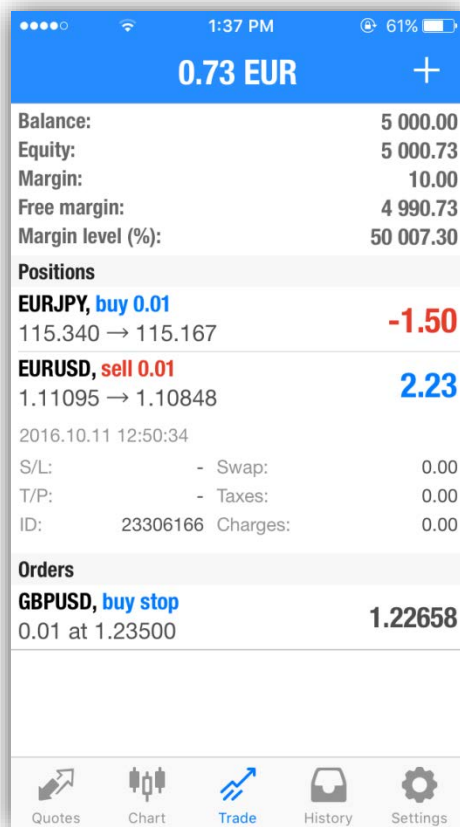 1:37 PM 61%
0.73 EUR +
Balance: 5 000.00
Equity: 5 000.73
Margin: 10.00
Free margin: 4 990.73
Margin level (%): 50 007.30
Positions
EURJPY, buy 0.01 -1.50
115.340 → 115.167
EURUSD, sell 0.01 2.23
1.11095 → 1.10848
2016.10.11 12:50:34
S/L: - Swap: 0.00
T/P: - Taxes: 0.00
ID: 23306166 Charges: 0.00
Orders
GBPUSD, buy stop 1.22658
0.01 at 1.23500
Quotes Chart Trade History Settings